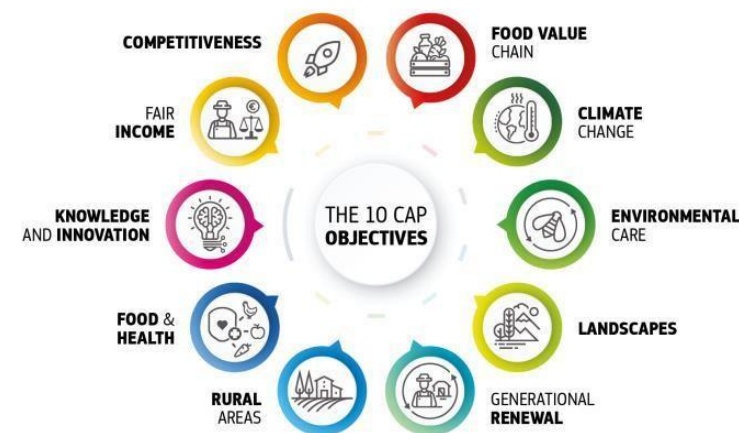 COMPETITIVENESS
FOOD VALUE
CHAIN
FAIR
INCOME
€
CLIMATE
CHANGE
KNOWLEDGE
AND INNOVATION
THE 10 CAP
OBJECTIVES
ENVIRONMENTAL
CARE
FOOD &
HEALTH
LANDSCAPES
RURAL
AREAS
GENERATIONAL
RENEWAL